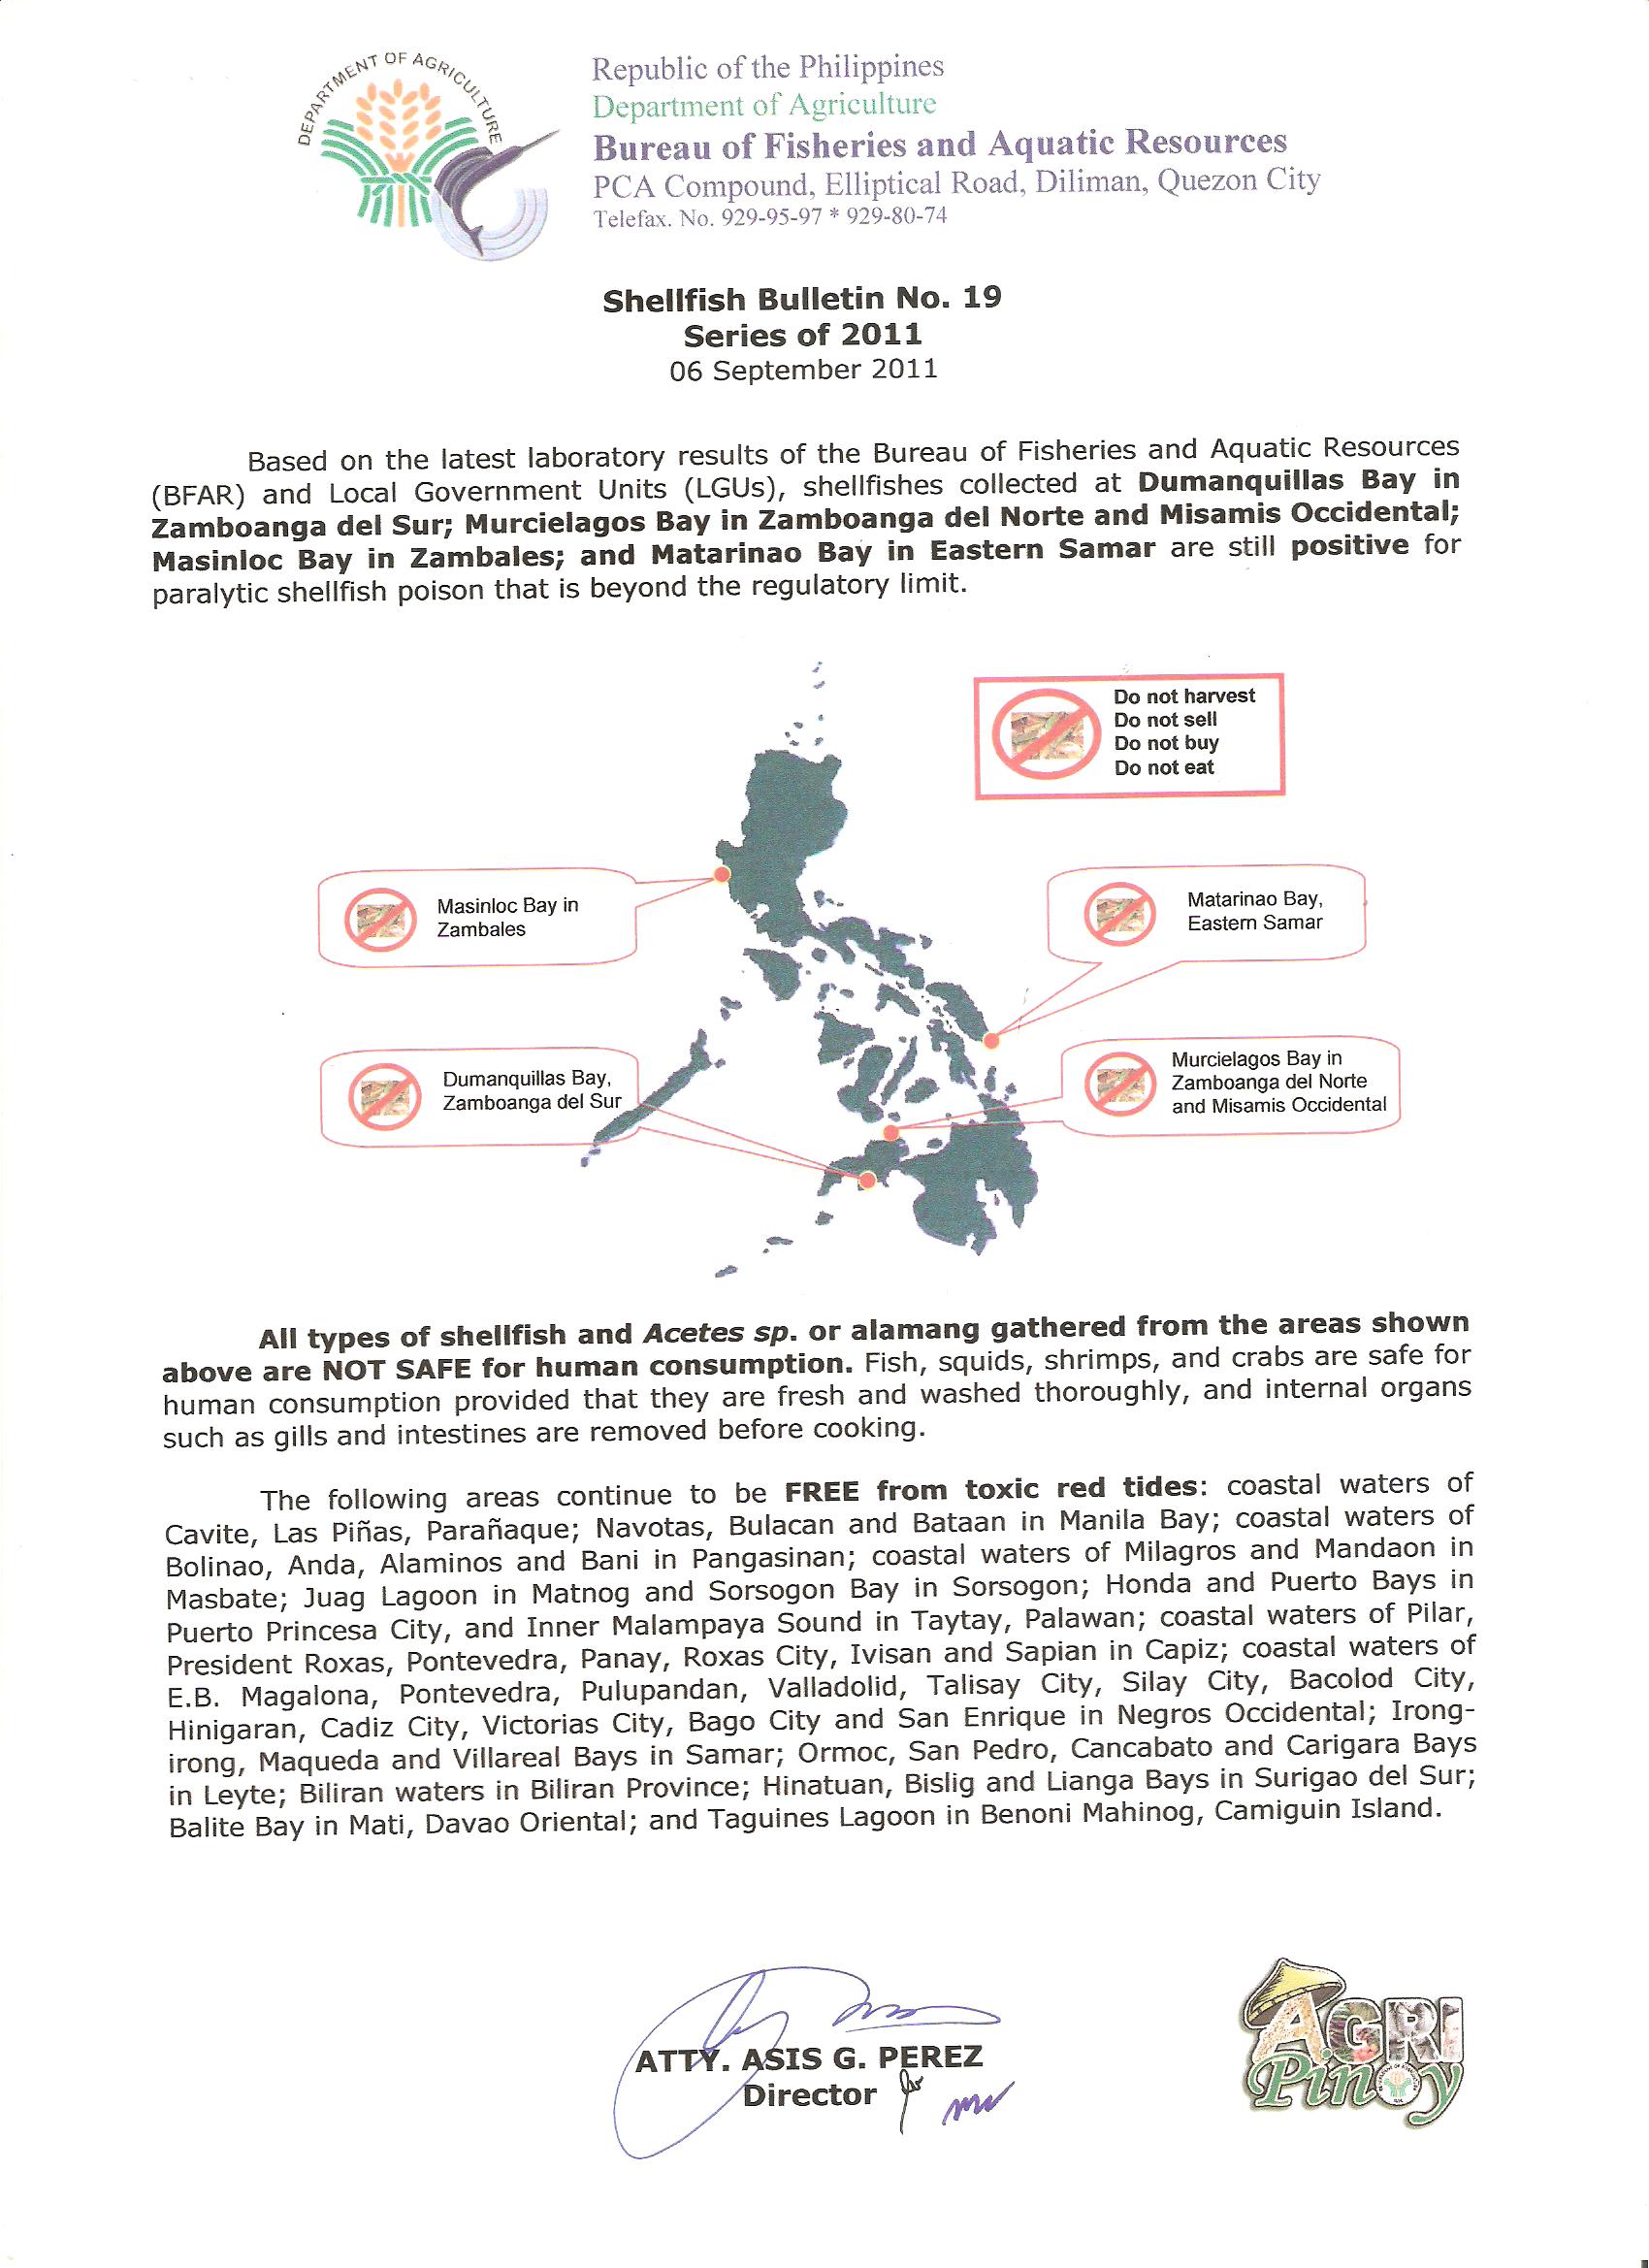 DEPARTMENT OF AGRICULTURE
Republic of the Philippines
Department of Agriculture
Bureau of Fisheries and Aquatic Resources
PCA Compound, Elliptical Road, Diliman, Quezon City
Telefax. No. 929-95-97 * 929-80-74
Shellfish Bulletin No. 19
Series of 2011
06 September 2011
Based on the latest laboratory results of the Bureau of Fisheries and Aquatic Resources
(BFAR) and Local Government Units (LGUs), shellfishes collected at Dumanquillas Bay in
Zamboanga del Sur; Murcielagos Bay in Zamboanga del Norte and Misamis Occidental;
Masinloc Bay in Zambales; and Matarinao Bay in Eastern Samar are still positive for
paralytic shellfish poison that is beyond the regulatory limit.
Do not harvest
Do not sell
Do not buy
Do not eat
Masinloc Bay in
Zambales
Matarinao Bay,
Eastern Samar
Dumanquillas Bay,
Zamboanga del Sur
Murcielagos Bay in
Zamboanga del Norte
and Misamis Occidental
All types of shellfish and Acetes sp. or alamang gathered from the areas shown
above are NOT SAFE for human consumption. Fish, squids, shrimps, and crabs are safe for
human consumption provided that they are fresh and washed thoroughly, and internal organs
such as gills and intestines are removed before cooking.
The following areas continue to be FREE from toxic red tides: coastal waters of
Cavite, Las Piñas, Parañaque; Navotas, Bulacan and Bataan in Manila Bay; coastal waters of
Bolinao, Anda, Alaminos and Bani in Pangasinan; coastal waters of Milagros and Mandaon in
Masbate; Juag Lagoon in Matnog and Sorsogon Bay in Sorsogon; Honda and Puerto Bays in
Puerto Princesa City, and Inner Malampaya Sound in Taytay, Palawan; coastal waters of Pilar,
President Roxas, Pontevedra, Panay, Roxas City, Ivisan and Sapian in Capiz; coastal waters of
E.B. Magalona, Pontevedra, Pulupandan, Valladolid, Talisay City, Silay City, Bacolod City,
Hinigaran, Cadiz City, Victorias City, Bago City and San Enrique in Negros Occidental; Irong-
irong, Maqueda and Villareal Bays in Samar; Ormoc, San Pedro, Cancabato and Carigara Bays
in Leyte; Biliran waters in Biliran Province; Hinatuan, Bislig and Lianga Bays in Surigao del Sur;
Balite Bay in Mati, Davao Oriental; and Taguines Lagoon in Benoni Mahinog, Camiguin Island.
ATTY. ASIS G. PEREZ
Director
AGRI
Pinoy